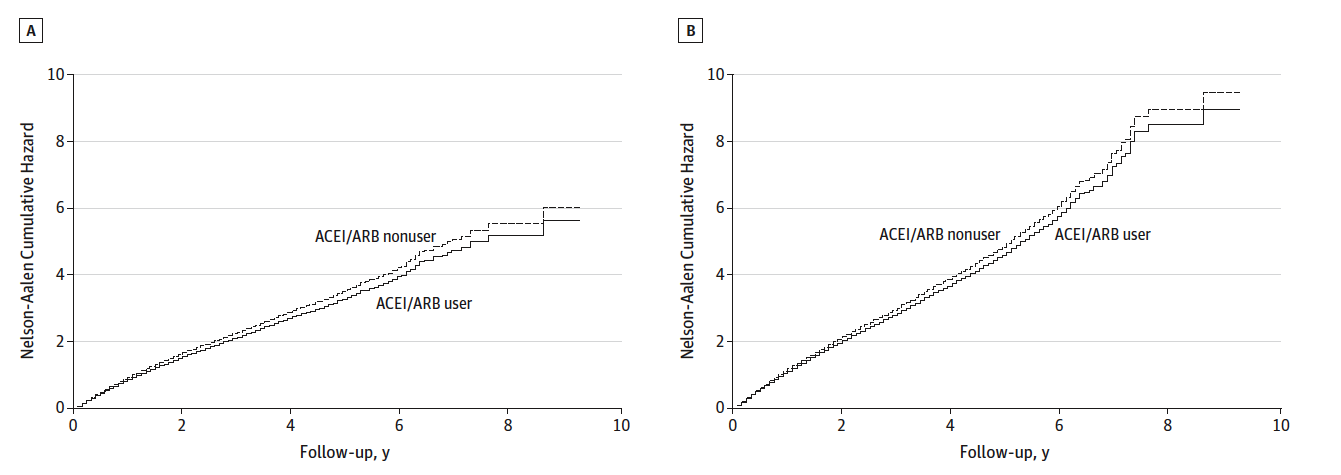 A
Nelson-Aalen Cumulative Hazard
10
8
6
4
2
0
ACEI/ARB nonuser
ACEI/ARB user
0 2 4 6 8 10
Follow-up, y
B
Nelson-Aalen Cumulative Hazard
10
8
6
4
2
0
ACEI/ARB nonuser
ACEI/ARB user
0 2 4 6 8 10
Follow-up, y